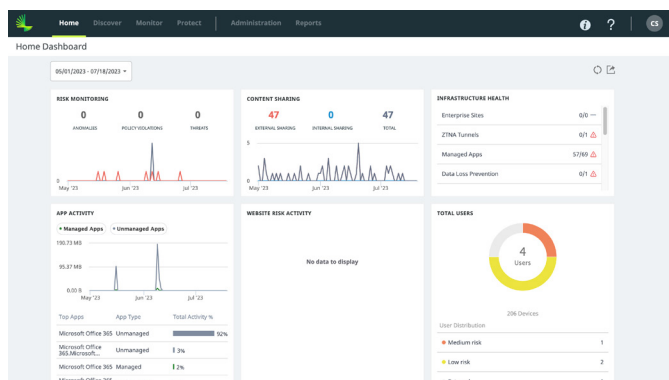 Home Discover Monitor Protect Administration Reports
i ? CS
Home Dashboard
05/01/2023 - 07/18/2023
RISK MONITORING
0 0 0
ANOMALIES POLICY VIOLATIONS THREATS
5
0
May '23 Jun '23 Jul '23
CONTENT SHARING
47 0 47
EXTERNAL SHARING INTERNAL SHARING TOTAL
5
0
May '23 Jun '23 Jul '23
INFRASTRUCTURE HEALTH
Enterprise Sites 0/0 —
ZTNA Tunnels 0/1
Managed Apps 57/69
Data Loss Prevention 0/1
APP ACTIVITY
Managed Apps Unmanaged Apps
190.73 MB
95.37 MB
0.00 B
May '23 Jun '23 Jul '23
Top Apps App Type Total Activity %
Microsoft Office 365 Unmanaged 92%
Microsoft Office
365.Microsoft... Unmanaged 3%
Microsoft Office 365 Managed 2%
Microsoft Office 365
WEBSITE RISK ACTIVITY
No data to display
TOTAL USERS
4
Users
206 Devices
User Distribution
Medium risk 1
Low risk 2